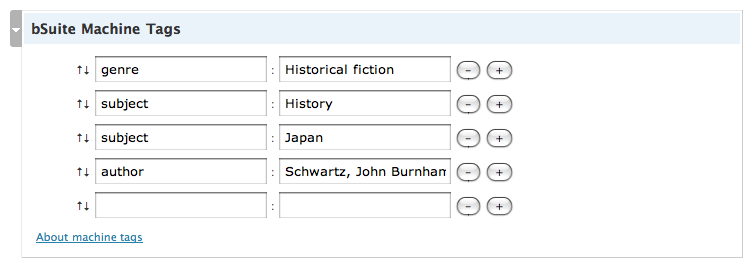 bSuite Machine Tags
↑↓ genre : Historical fiction - +
↑↓ subject : History - +
↑↓ subject : Japan - +
↑↓ author : Schwartz, John Burnham - +
↑↓ : - +
About machine tags